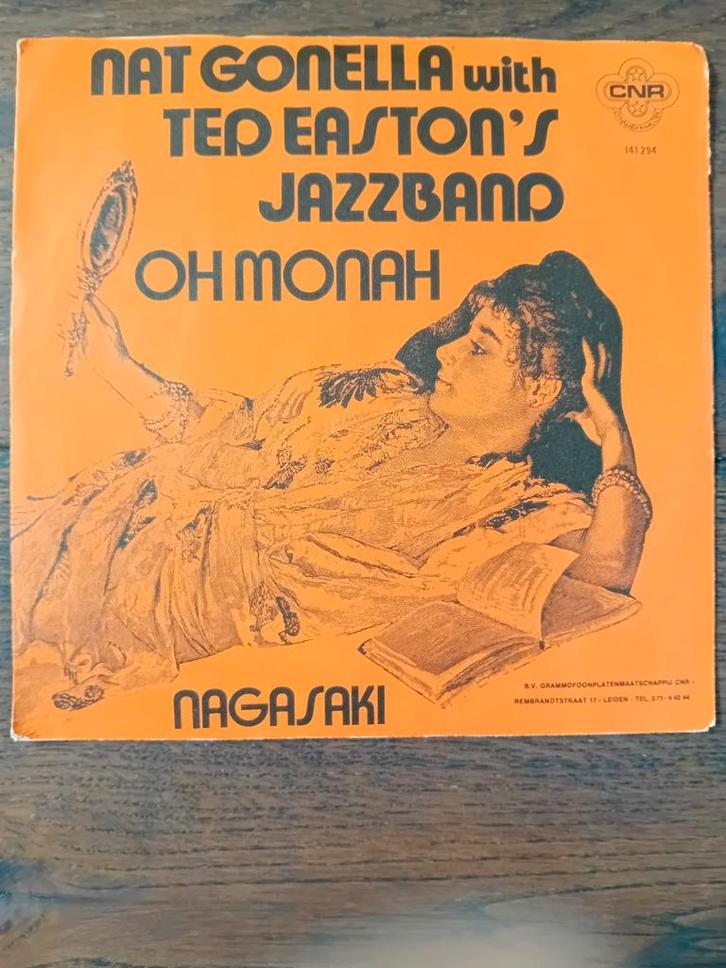 NAT GONELLA with
TED EASTON'S
JAZZBAND
CNR
141 294
OH MONAH
NAGASAKI
B.V. GRAMMOFOONPLATENMAATSCHAPPIJ CNR -
REMBRANDTSTRAAT 17 - LEIDEN - TEL. 071-4 42 44